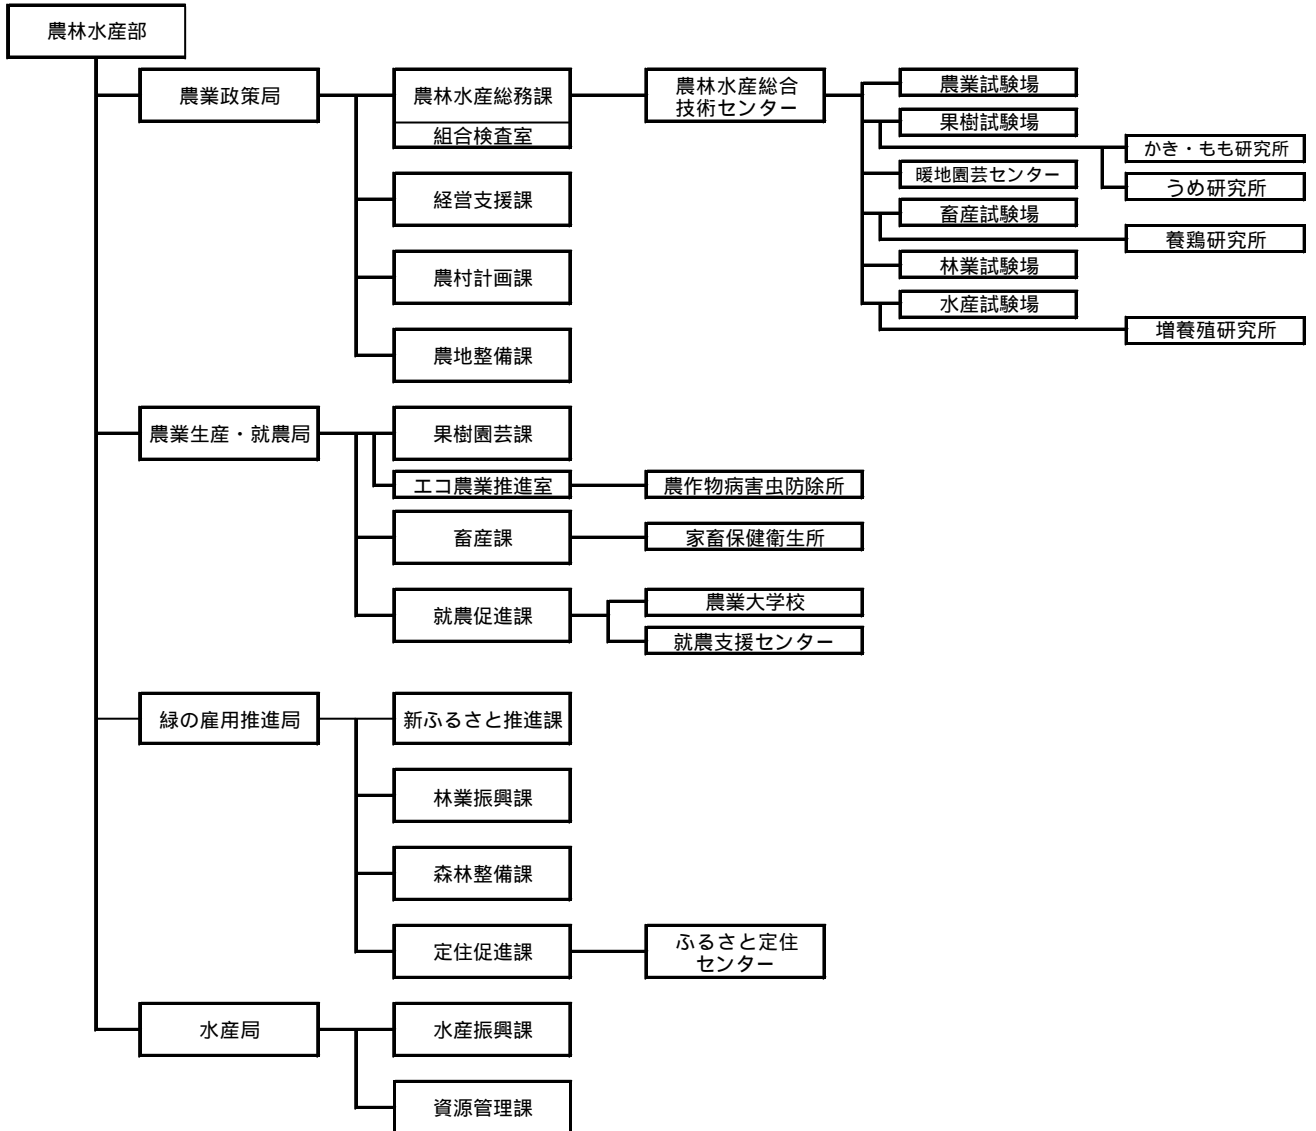 農林水産部
農業政策局
農林水産総務課
組合検査室
農林水産総合
技術センター
農業試験場
果樹試験場
かき・もも研究所
うめ研究所
暖地園芸センター
畜産試験場
養鶏研究所
林業試験場
水産試験場
増養殖研究所
経営支援課
農村計画課
農地整備課
農業生産・就農局
果樹園芸課
エコ農業推進室
農作物病害虫防除所
畜産課
家畜保健衛生所
就農促進課
農業大学校
就農支援センター
緑の雇用推進局
新ふるさと推進課
林業振興課
森林整備課
定住促進課
ふるさと定住
センター
水産局
水産振興課
資源管理課